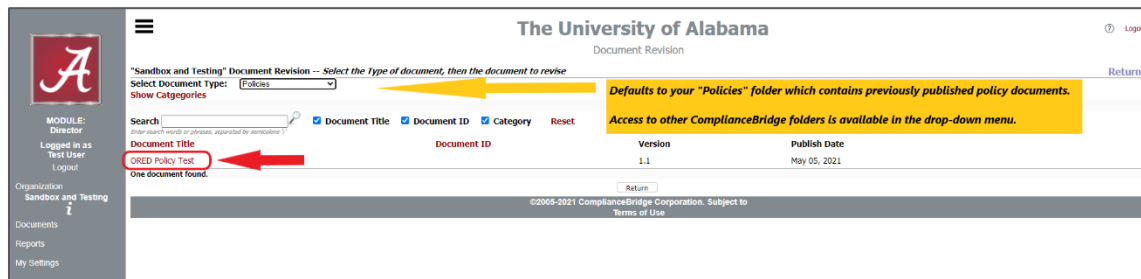 The University of Alabama
Logou
Document Revision
"Sandbox and Testing" Document Revision -- Select the Type of document, then the document to revise
Return
Select Document Type: Policies
Show Catgegories
Defaults to your "Policies" folder which contains previously published policy documents.
Access to other ComplianceBridge folders is available in the drop-down menu.
Search Document Title Document ID Category Reset
Enter search words or phrases, separated by semicolons ';'
Document Title Document ID Version Publish Date
ORED Policy Test 1.1 May 05, 2021
One document found.
Return
©2005-2021 ComplianceBridge Corporation. Subject to
Terms of Use
A
MODULE:
Director
Logged in as
Test User
Logout
Organization
Sandbox and Testing
i
Documents
Reports
My Settings